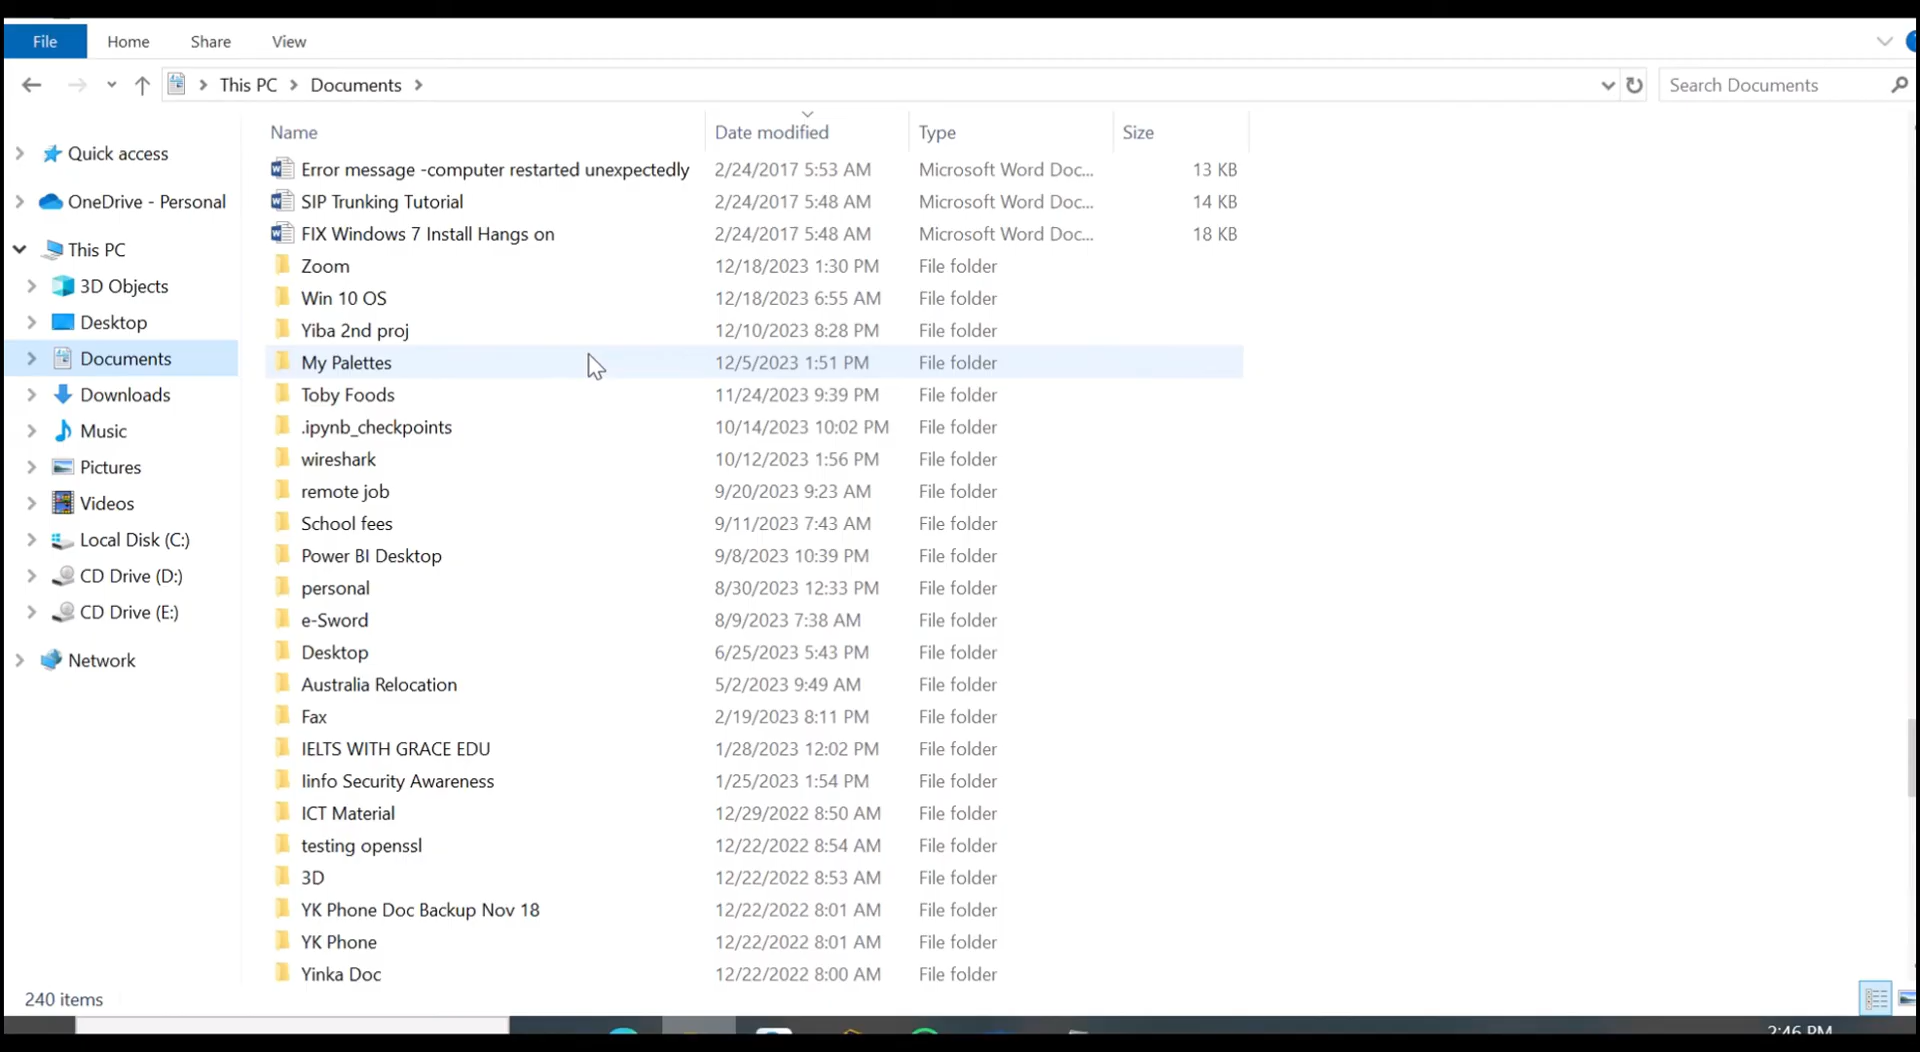 File Home Share View
This PC Documents Search Documents
Name Date modified Type Size
Quick access
OneDrive - Personal
This PC
3D Objects
Desktop
Documents
Downloads
Music
Pictures
Videos
Local Disk (C:)
CD Drive (D:)
CD Drive (E:)
Network
Error message -computer restarted unexpectedly 2/24/2017 5:53 AM Microsoft Word Doc... 13 KB
SIP Trunking Tutorial 2/24/2017 5:48 AM Microsoft Word Doc... 14 KB
FIX Windows 7 Install Hangs on 2/24/2017 5:48 AM Microsoft Word Doc... 18 KB
Zoom 12/18/2023 1:30 PM File folder
Win 10 OS 12/18/2023 6:55 AM File folder
Yiba 2nd proj 12/10/2023 8:28 PM File folder
My Palettes 12/5/2023 1:51 PM File folder
Toby Foods 11/24/2023 9:39 PM File folder
.ipynb_checkpoints 10/14/2023 10:02 PM File folder
wireshark 10/12/2023 1:56 PM File folder
remote job 9/20/2023 9:23 AM File folder
School fees 9/11/2023 7:43 AM File folder
Power BI Desktop 9/8/2023 10:39 PM File folder
personal 8/30/2023 12:33 PM File folder
e-Sword 8/9/2023 7:38 AM File folder
Desktop 6/25/2023 5:43 PM File folder
Australia Relocation 5/2/2023 9:49 AM File folder
Fax 2/19/2023 8:11 PM File folder
IELTS WITH GRACE EDU 1/28/2023 12:02 PM File folder
Iinfo Security Awareness 1/25/2023 1:54 PM File folder
ICT Material 12/29/2022 8:50 AM File folder
testing openssl 12/22/2022 8:54 AM File folder
3D 12/22/2022 8:53 AM File folder
YK Phone Doc Backup Nov 18 12/22/2022 8:01 AM File folder
YK Phone 12/22/2022 8:01 AM File folder
Yinka Doc 12/22/2022 8:00 AM File folder
240 items
2:46 PM